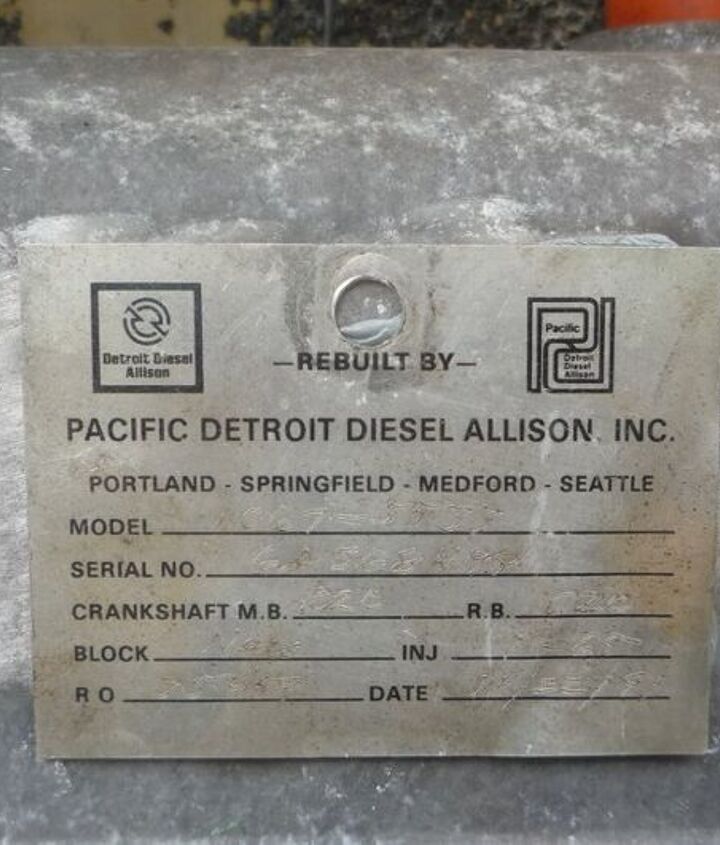 Detroit Diesel
Allison
—REBUILT BY—
Pacific
Detroit
Diesel
Allison
PACIFIC DETROIT DIESEL ALLISON, INC.
PORTLAND - SPRINGFIELD - MEDFORD - SEATTLE
MODEL
SERIAL NO.
CRANKSHAFT M.B. R.B.
BLOCK INJ
R O DATE